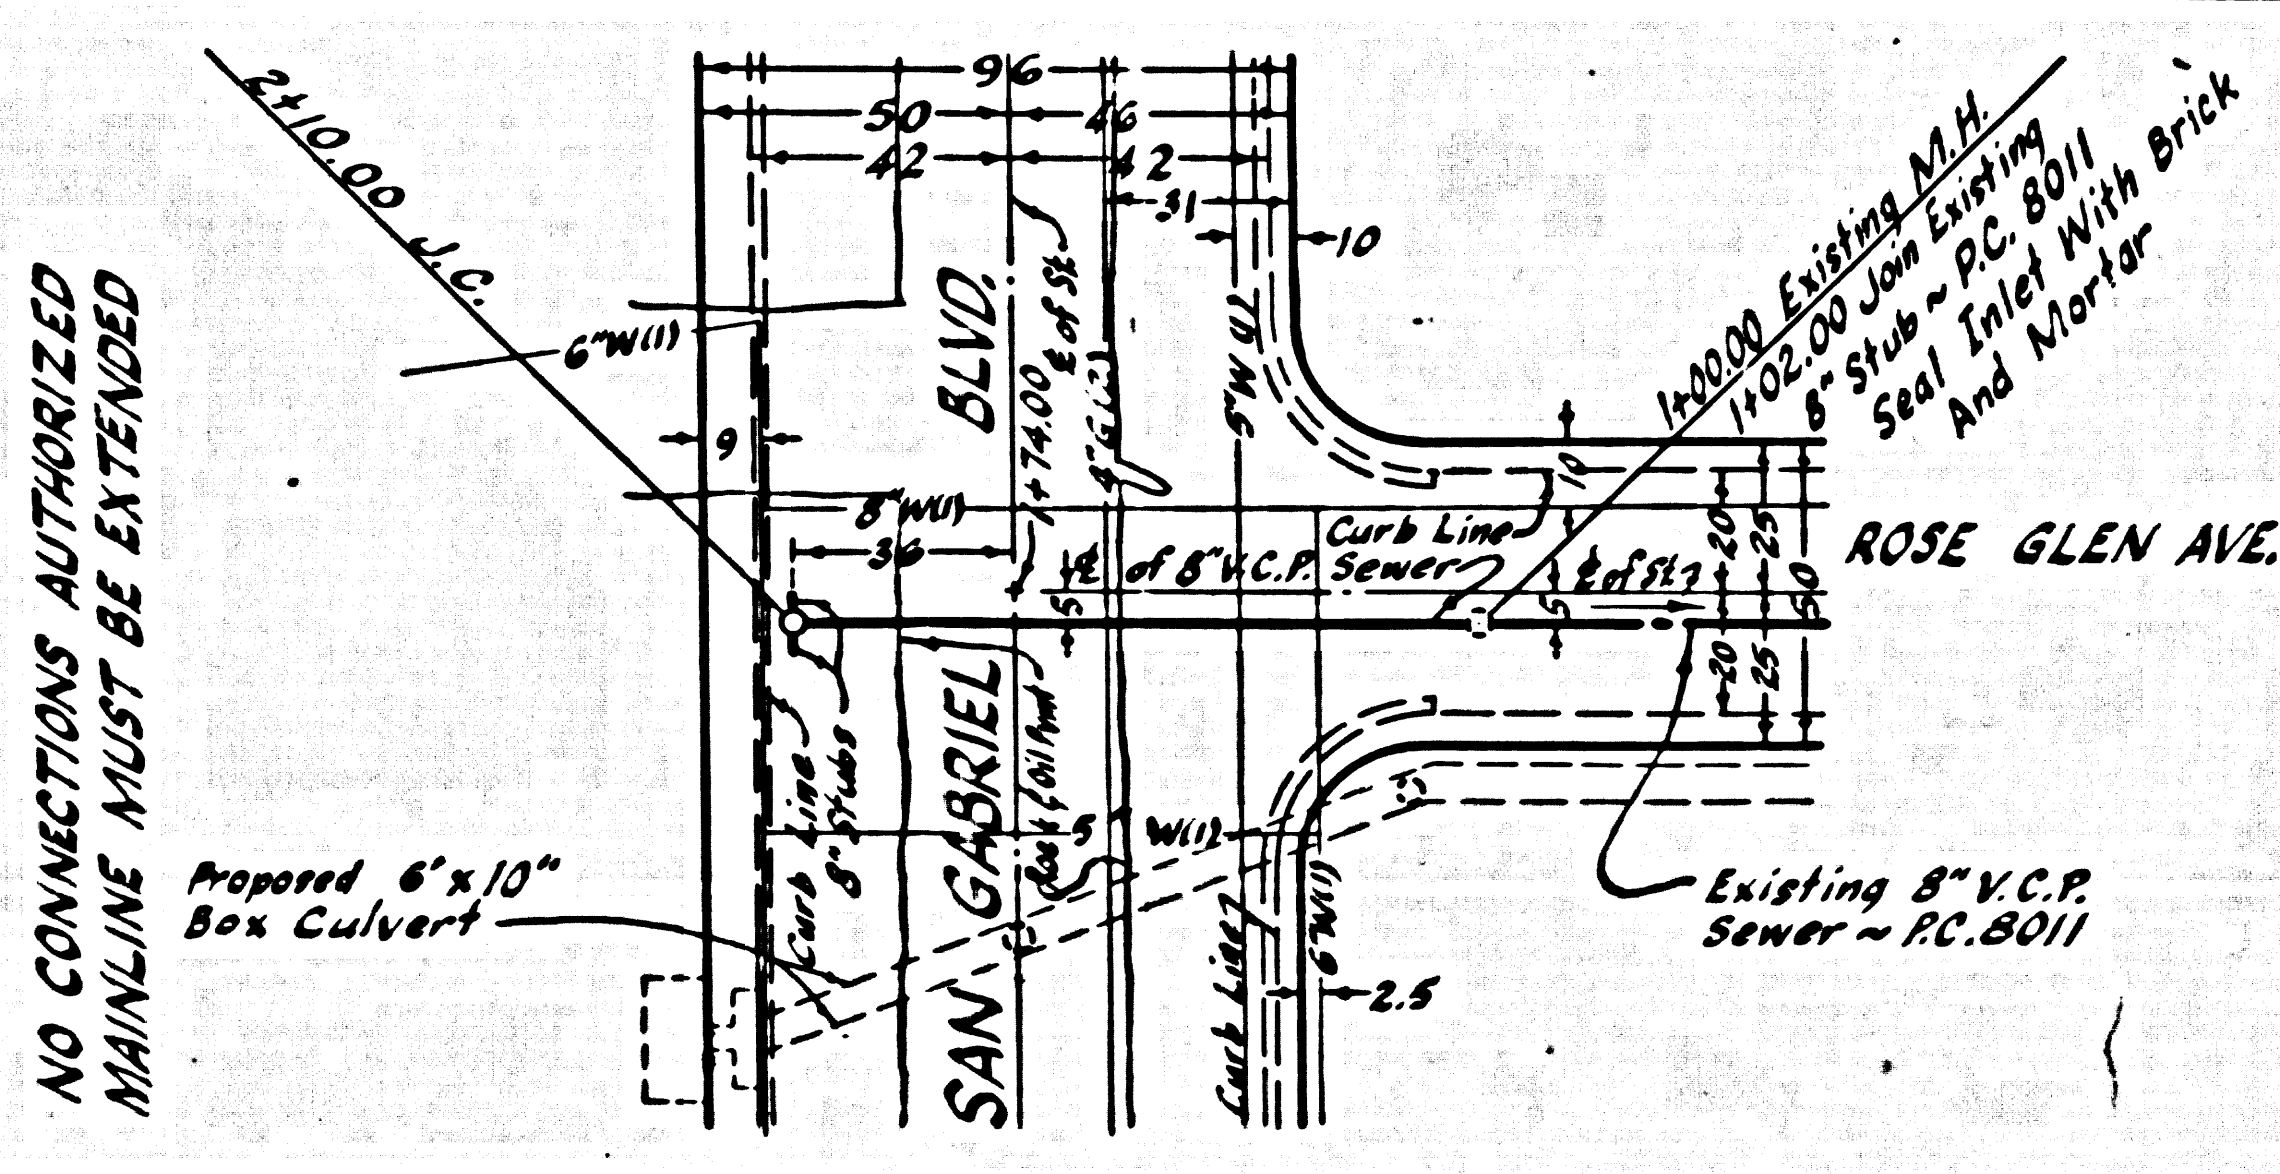 NO CONNECTIONS AUTHORIZED
MAINLINE MUST BE EXTENDED
2+10.00 J.C.
96
50
46
42
42
31
10
6"W(1)
9
BLVD.
1+74.00
℄ of St.
5"W
1+00.00 Existing M.H.
1+02.00 Join Existing
8" Stub ~ P.C. 8011
Seal Inlet With Brick
And Mortar
10
8"W(1)
36
℄ of 8"V.C.P.
Sewer
Curb Line
℄ of St.
5
5
20
25
50
20
25
ROSE GLEN AVE.
SAN GABRIEL
Curb Line
8" Stubs
5 W(1)
Proposed 6'x10"
Box Culvert
Curb Line
6"W(1)
2.5
Existing 8"V.C.P.
Sewer ~ P.C.8011